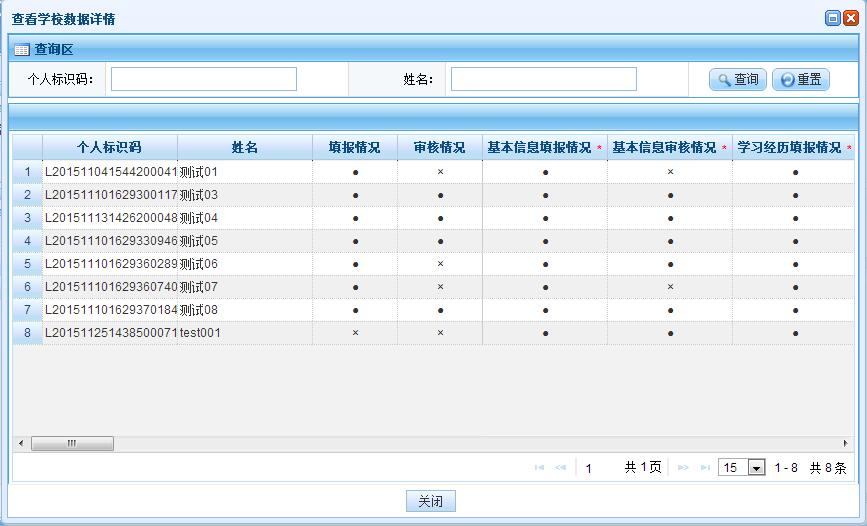 查看学校数据详情
查询区
个人标识码： 姓名： 查询 重置
个人标识码 姓名 填报情况 审核情况 基本信息填报情况 * 基本信息审核情况 * 学习经历填报情况 *
1 L201511041544200041 测试01 ● × ● × ●
2 L201511101629300117 测试03 ● ● ● ● ●
3 L201511131426200048 测试04 ● ● ● ● ●
4 L201511101629330946 测试05 ● ● ● ● ●
5 L201511101629360289 测试06 ● × ● ● ●
6 L201511101629360740 测试07 ● × ● × ●
7 L201511101629370184 测试08 ● ● ● ● ●
8 L201511251438500071 test001 × × ● ● ●
1 共 1 页 15 1 - 8 共 8 条
关闭